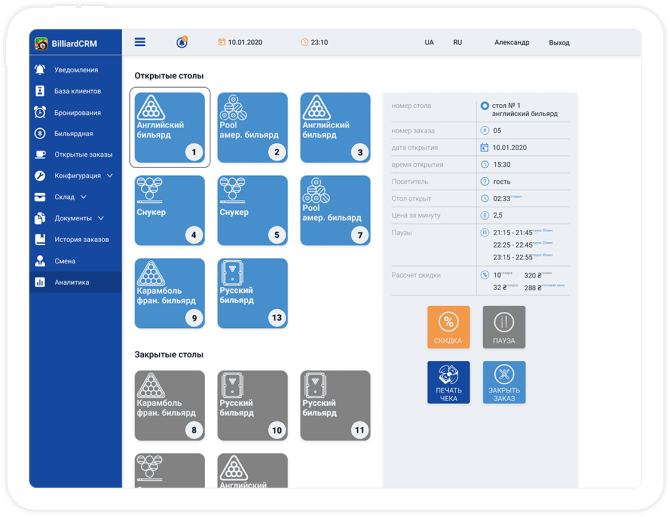 BilliardCRM
10.01.2020
23:10
UA
RU
Александр
Выход
Уведомления
База клиентов
Бронирования
Бильярдная
Открытые заказы
Конфигурация
Склад
Документы
История заказов
Смена
Аналитика
Открытые столы
Английский
бильярд
1
Pool
амер. бильярд
2
Английский
бильярд
3
Снукер
4
Снукер
5
Pool
амер. бильярд
7
Карамболь
фран. бильярд
9
Русский
бильярд
13
Закрытые столы
Карамболь
фран. бильярд
8
Русский
бильярд
10
Русский
бильярд
11
Английский
номер стола
стол № 1
английский бильярд
номер заказа
05
дата открытия
10.01.2020
время открытия
15:30
Посетитель
гость
Стол открыт
02:33
Цена за минуту
2,5
Паузы
21:15 - 21:45
22:25 - 22:45
23:15 - 22:55
Рассчет скидки
10
320 ₴
32 ₴
288 ₴
СКИДКА
ПАУЗА
ПЕЧАТЬ
ЧЕКА
ЗАКРЫТЬ
ЗАКАЗ